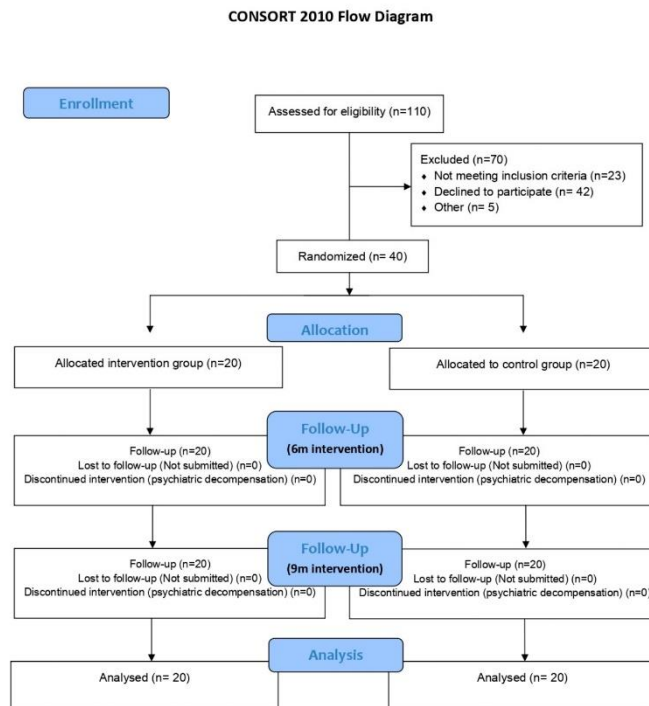 CONSORT 2010 Flow Diagram
Enrollment
Assessed for eligibility (n=110)
Excluded (n=70)
♦ Not meeting inclusion criteria (n=23)
♦ Declined to participate (n= 42)
♦ Other (n= 5)
Randomized (n= 40)
Allocation
Allocated intervention group (n=20)
Allocated to control group (n=20)
Follow-Up
(6m intervention)
Follow-up (n=20)
Lost to follow-up (Not submitted) (n=0)
Discontinued intervention (psychiatric decompensation) (n=0)
Follow-up (n=20)
Lost to follow-up (Not submitted) (n=0)
Discontinued intervention (psychiatric decompensation) (n=0)
Follow-Up
(9m intervention)
Follow-up (n=20)
Lost to follow-up (Not submitted) (n=0)
Discontinued intervention (psychiatric decompensation) (n=0)
Follow-up (n=20)
Lost to follow-up (Not submitted) (n=0)
Discontinued intervention (psychiatric decompensation) (n=0)
Analysis
Analysed (n= 20)
Analysed (n= 20)